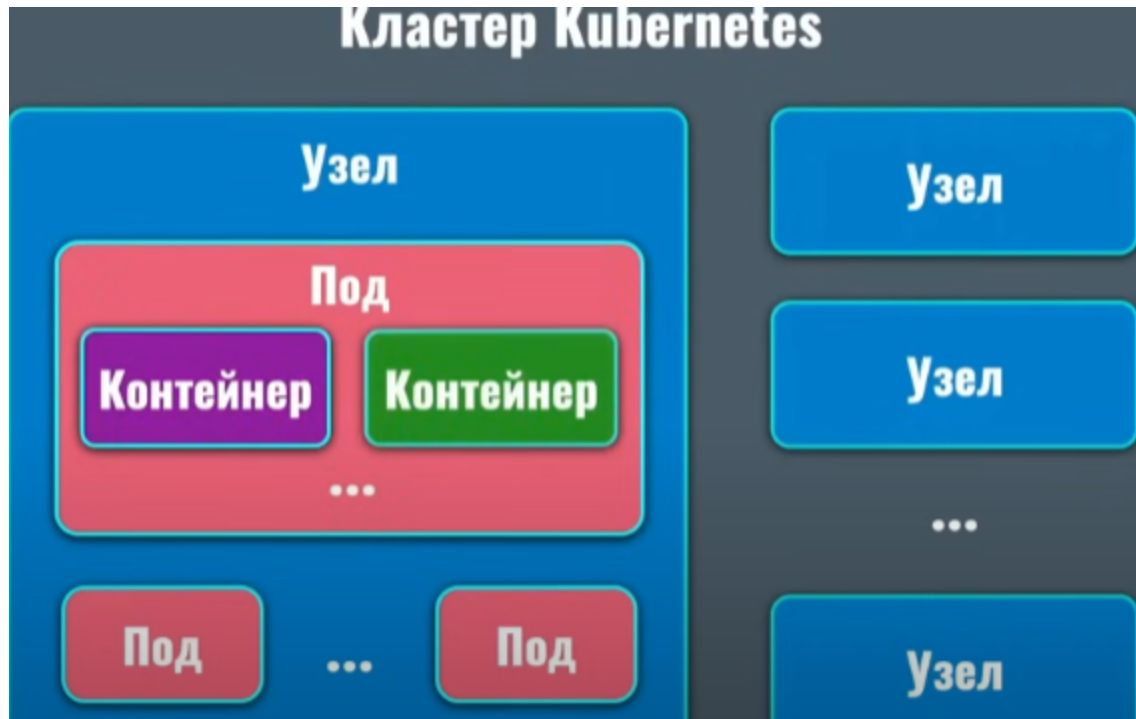 Кластер Kubernetes
Узел
Под
Контейнер
Контейнер
...
Под
...
Под
Узел
Узел
...
Узел